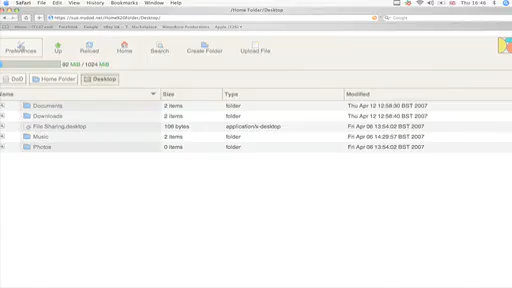 Safari File Edit View History Bookmarks Window Help Thu 16:46
/Home Folder/Desktop/
Google
Preferences Up Reload Home Search Create Folder Upload File
92 MiB / 1024 MiB
DoD Home Folder Desktop
Name Size Type Modified
Documents 2 items folder Thu Apr 12 12:58:30 BST 2007
Downloads 2 items folder Thu Apr 12 12:58:40 BST 2007
File Sharing.desktop 106 bytes application/x-desktop Fri Apr 06 13:54:02 BST 2007
Music 2 items folder Fri Apr 06 14:29:57 BST 2007
Photos 0 items folder Fri Apr 06 13:54:02 BST 2007